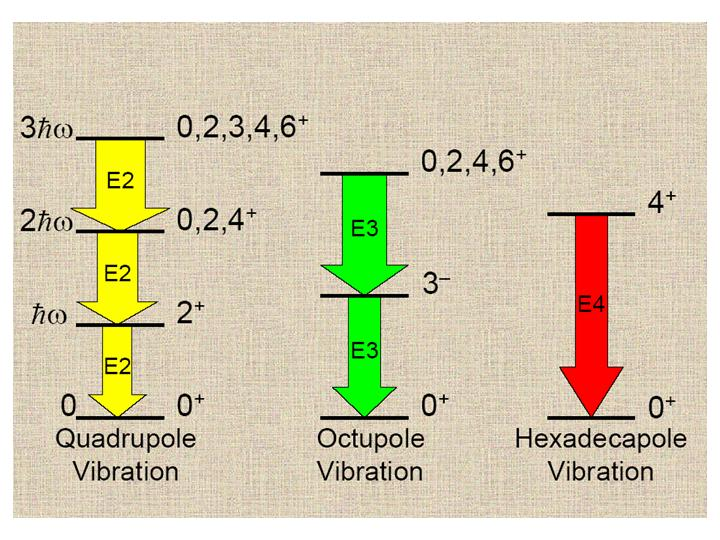 3ħω 0,2,3,4,6⁺
E2
2ħω 0,2,4⁺
E2
ħω 2⁺
E2
0 0⁺
Quadrupole
Vibration
0,2,4,6⁺
E3
3⁻
E3
0⁺
Octupole
Vibration
4⁺
E4
0⁺
Hexadecapole
Vibration